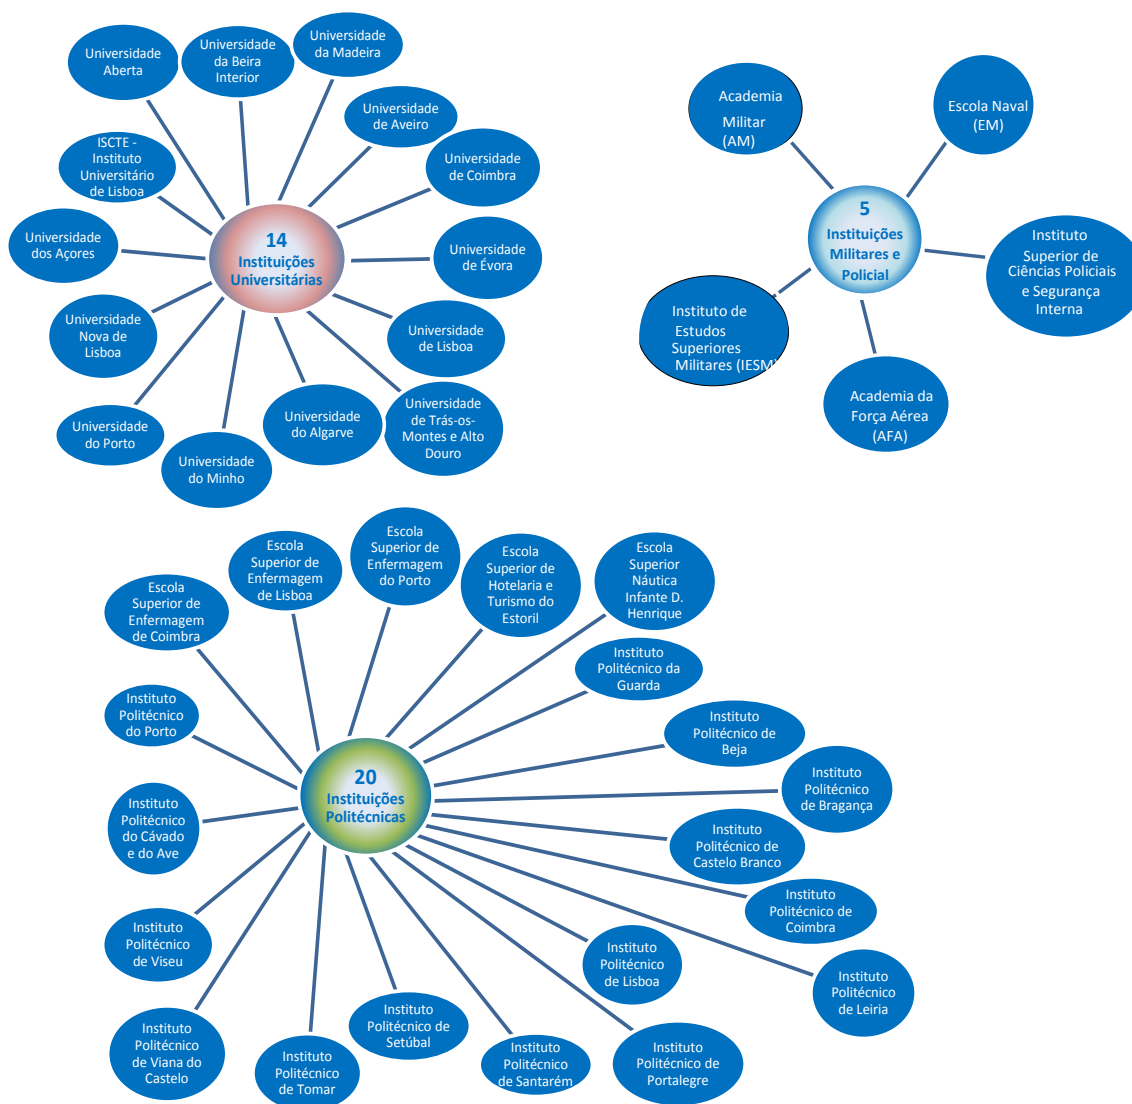 Universidade
Aberta
Universidade
da Beira
Interior
Universidade
da Madeira
Universidade
de Aveiro
Universidade
de Coimbra
Universidade
de Évora
Universidade
de Lisboa
Universidade
de Trás-os-
Montes e Alto
Douro
Universidade
do Algarve
Universidade
do Minho
Universidade
do Porto
Universidade
Nova de
Lisboa
Universidade
dos Açores
ISCTE -
Instituto
Universitário
de Lisboa
14
Instituições
Universitárias
Academia
Militar
(AM)
Escola Naval
(EM)
Instituto
Superior de
Ciências Policiais
e Segurança
Interna
Academia da
Força Aérea
(AFA)
Instituto de
Estudos
Superiores
Militares (IESM)
5
Instituições
Militares e
Policial
Escola
Superior de
Enfermagem
de Coimbra
Escola
Superior de
Enfermagem
de Lisboa
Escola
Superior de
Enfermagem
do Porto
Escola
Superior de
Hotelaria e
Turismo do
Estoril
Escola
Superior
Náutica
Infante D.
Henrique
Instituto
Politécnico da
Guarda
Instituto
Politécnico de
Beja
Instituto
Politécnico
de Bragança
Instituto
Politécnico de
Castelo Branco
Instituto
Politécnico de
Coimbra
Instituto
Politécnico
de Leiria
Instituto
Politécnico
de Lisboa
Instituto
Politécnico de
Portalegre
Instituto
Politécnico
de Santarém
Instituto
Politécnico de
Setúbal
Instituto
Politécnico
de Tomar
Instituto
Politécnico
de Viana do
Castelo
Instituto
Politécnico
de Viseu
Instituto
Politécnico
do Cávado
e do Ave
Instituto
Politécnico
do Porto
20
Instituições
Politécnicas